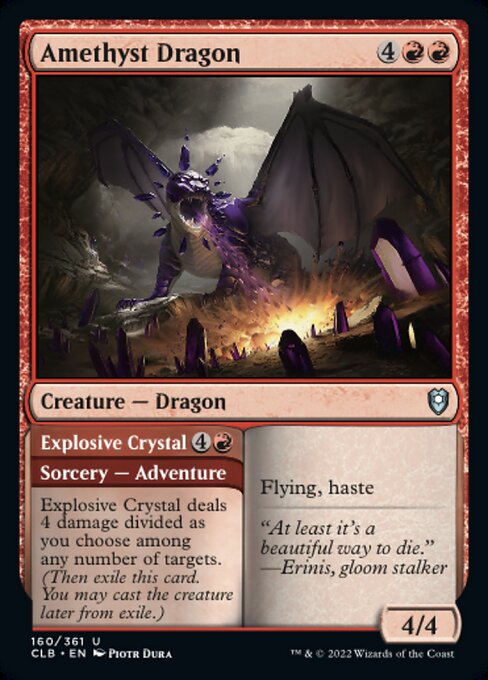 Amethyst Dragon 4
Creature — Dragon
Explosive Crystal 4
Sorcery — Adventure
Explosive Crystal deals
4 damage divided as
you choose among
any number of targets.
(Then exile this card.
You may cast the creature
later from exile.)
Flying, haste
“At least it’s a
beautiful way to die.”
—Erinis, gloom stalker
4/4
160/361 U
CLB • EN Piotr Dura
™ & © 2022 Wizards of the Coast